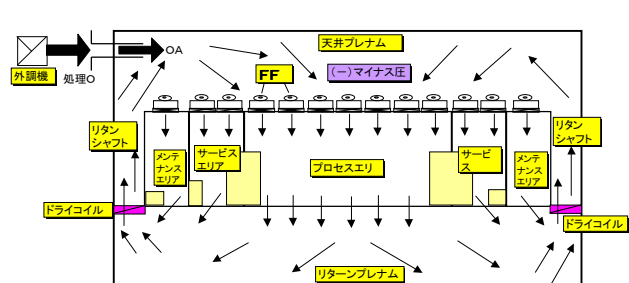 天井プレナム
OA
外調機
処理O
FF
(－)マイナス圧
リタン
シャフト
リタン
シャフト
メンテ
ナンス
エリア
サービス
エリア
プロセスエリ
サービ
ス
メンテ
ナンス
エリア
ドライコイル
ドライコイル
リターンプレナム